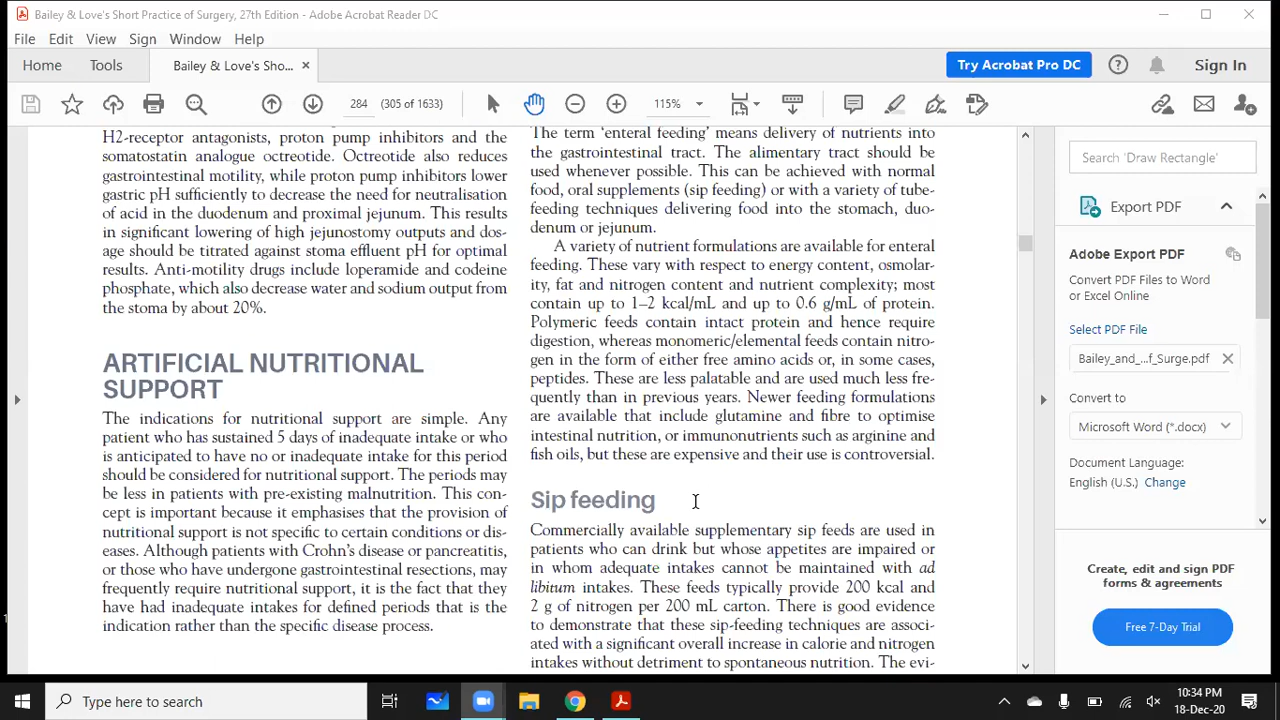 Bailey & Love's Short Practice of Surgery, 27th Edition - Adobe Acrobat Reader DC
File Edit View Sign Window Help
Home Tools Bailey & Love's Sho... × Try Acrobat Pro DC Sign In
284 (305 of 1633) 115%
H2-receptor antagonists, proton pump inhibitors and the
somatostatin analogue octreotide. Octreotide also reduces
gastrointestinal motility, while proton pump inhibitors lower
gastric pH sufficiently to decrease the need for neutralisation
of acid in the duodenum and proximal jejunum. This results
in significant lowering of high jejunostomy outputs and dos-
age should be titrated against stoma effluent pH for optimal
results. Anti-motility drugs include loperamide and codeine
phosphate, which also decrease water and sodium output from
the stoma by about 20%.
ARTIFICIAL NUTRITIONAL
SUPPORT
The indications for nutritional support are simple. Any
patient who has sustained 5 days of inadequate intake or who
is anticipated to have no or inadequate intake for this period
should be considered for nutritional support. The periods may
be less in patients with pre-existing malnutrition. This con-
cept is important because it emphasises that the provision of
nutritional support is not specific to certain conditions or dis-
eases. Although patients with Crohn's disease or pancreatitis,
or those who have undergone gastrointestinal resections, may
frequently require nutritional support, it is the fact that they
have had inadequate intakes for defined periods that is the
indication rather than the specific disease process.
The term 'enteral feeding' means delivery of nutrients into
the gastrointestinal tract. The alimentary tract should be
used whenever possible. This can be achieved with normal
food, oral supplements (sip feeding) or with a variety of tube-
feeding techniques delivering food into the stomach, duo-
denum or jejunum.
A variety of nutrient formulations are available for enteral
feeding. These vary with respect to energy content, osmolar-
ity, fat and nitrogen content and nutrient complexity; most
contain up to 1–2 kcal/mL and up to 0.6 g/mL of protein.
Polymeric feeds contain intact protein and hence require
digestion, whereas monomeric/elemental feeds contain nitro-
gen in the form of either free amino acids or, in some cases,
peptides. These are less palatable and are used much less fre-
quently than in previous years. Newer feeding formulations
are available that include glutamine and fibre to optimise
intestinal nutrition, or immunonutrients such as arginine and
fish oils, but these are expensive and their use is controversial.
Sip feeding
Commercially available supplementary sip feeds are used in
patients who can drink but whose appetites are impaired or
in whom adequate intakes cannot be maintained with ad
libitum intakes. These feeds typically provide 200 kcal and
2 g of nitrogen per 200 mL carton. There is good evidence
to demonstrate that these sip-feeding techniques are associ-
ated with a significant overall increase in calorie and nitrogen
intakes without detriment to spontaneous nutrition. The evi-
Search 'Draw Rectangle'
Export PDF
Adobe Export PDF
Convert PDF Files to Word
or Excel Online
Select PDF File
Bailey_and_...f_Surge.pdf ×
Convert to
Microsoft Word (*.docx)
Document Language:
English (U.S.) Change
Create, edit and sign PDF
forms & agreements
Free 7-Day Trial
Type here to search
10:34 PM
18-Dec-20